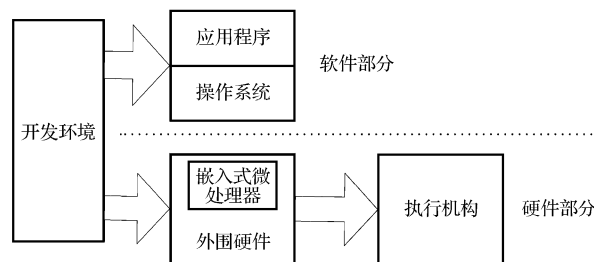 应用程序
软件部分
操作系统
开发环境
嵌入式微
处理器
执行机构
硬件部分
外围硬件